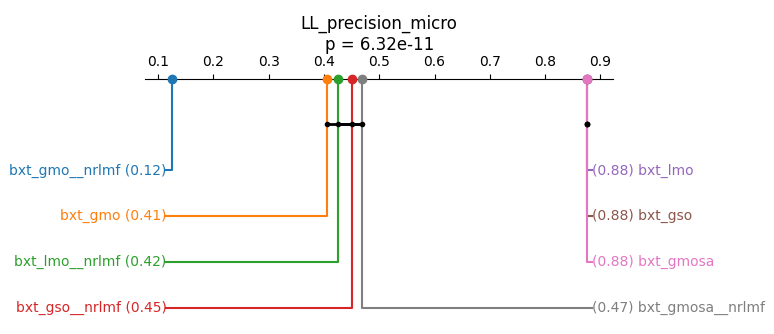 LL_precision_micro
p = 6.32e-11
0.1 0.2 0.3 0.4 0.5 0.6 0.7 0.8 0.9
bxt_gmo__nrlmf (0.12) (0.88) bxt_lmo
bxt_gmo (0.41) (0.88) bxt_gso
bxt_lmo__nrlmf (0.42) (0.88) bxt_gmosa
bxt_gso__nrlmf (0.45) (0.47) bxt_gmosa__nrlmf